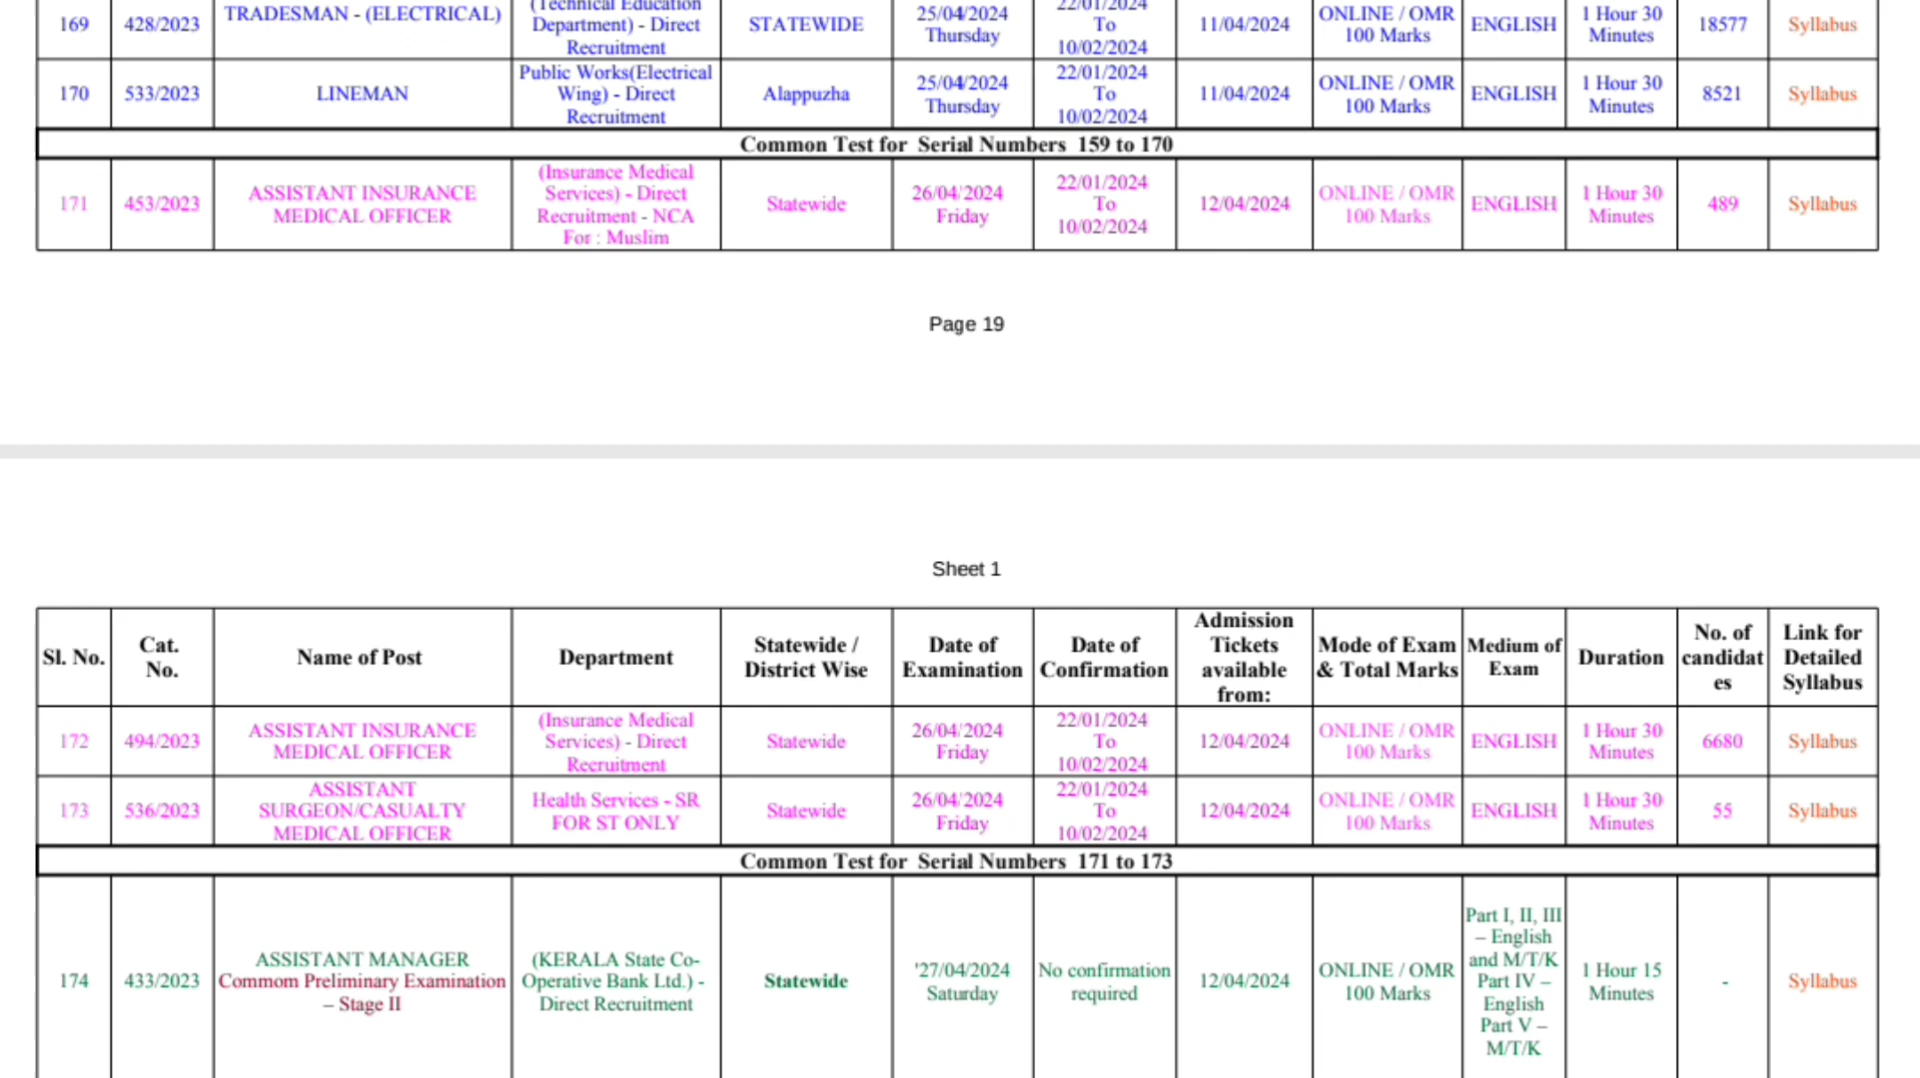 169 428/2023 TRADESMAN - (ELECTRICAL) (Technical Education Department) - Direct Recruitment STATEWIDE 25/04/2024 Thursday 22/01/2024 To 10/02/2024 11/04/2024 ONLINE / OMR 100 Marks ENGLISH 1 Hour 30 Minutes 18577 Syllabus
170 533/2023 LINEMAN Public Works(Electrical Wing) - Direct Recruitment Alappuzha 25/04/2024 Thursday 22/01/2024 To 10/02/2024 11/04/2024 ONLINE / OMR 100 Marks ENGLISH 1 Hour 30 Minutes 8521 Syllabus
Common Test for Serial Numbers 159 to 170
171 453/2023 ASSISTANT INSURANCE MEDICAL OFFICER (Insurance Medical Services) - Direct Recruitment - NCA For : Muslim Statewide 26/04/2024 Friday 22/01/2024 To 10/02/2024 12/04/2024 ONLINE / OMR 100 Marks ENGLISH 1 Hour 30 Minutes 489 Syllabus
Page 19
Sheet 1
Sl. No. Cat. No. Name of Post Department Statewide / District Wise Date of Examination Date of Confirmation Admission Tickets available from: Mode of Exam & Total Marks Medium of Exam Duration No. of candidat es Link for Detailed Syllabus
172 494/2023 ASSISTANT INSURANCE MEDICAL OFFICER (Insurance Medical Services) - Direct Recruitment Statewide 26/04/2024 Friday 22/01/2024 To 10/02/2024 12/04/2024 ONLINE / OMR 100 Marks ENGLISH 1 Hour 30 Minutes 6680 Syllabus
173 536/2023 ASSISTANT SURGEON/CASUALTY MEDICAL OFFICER Health Services - SR FOR ST ONLY Statewide 26/04/2024 Friday 22/01/2024 To 10/02/2024 12/04/2024 ONLINE / OMR 100 Marks ENGLISH 1 Hour 30 Minutes 55 Syllabus
Common Test for Serial Numbers 171 to 173
174 433/2023 ASSISTANT MANAGER Commom Preliminary Examination – Stage II (KERALA State Co-Operative Bank Ltd.) - Direct Recruitment Statewide '27/04/2024 Saturday No confirmation required 12/04/2024 ONLINE / OMR 100 Marks Part I, II, III – English and M/T/K Part IV – English Part V – M/T/K 1 Hour 15 Minutes - Syllabus